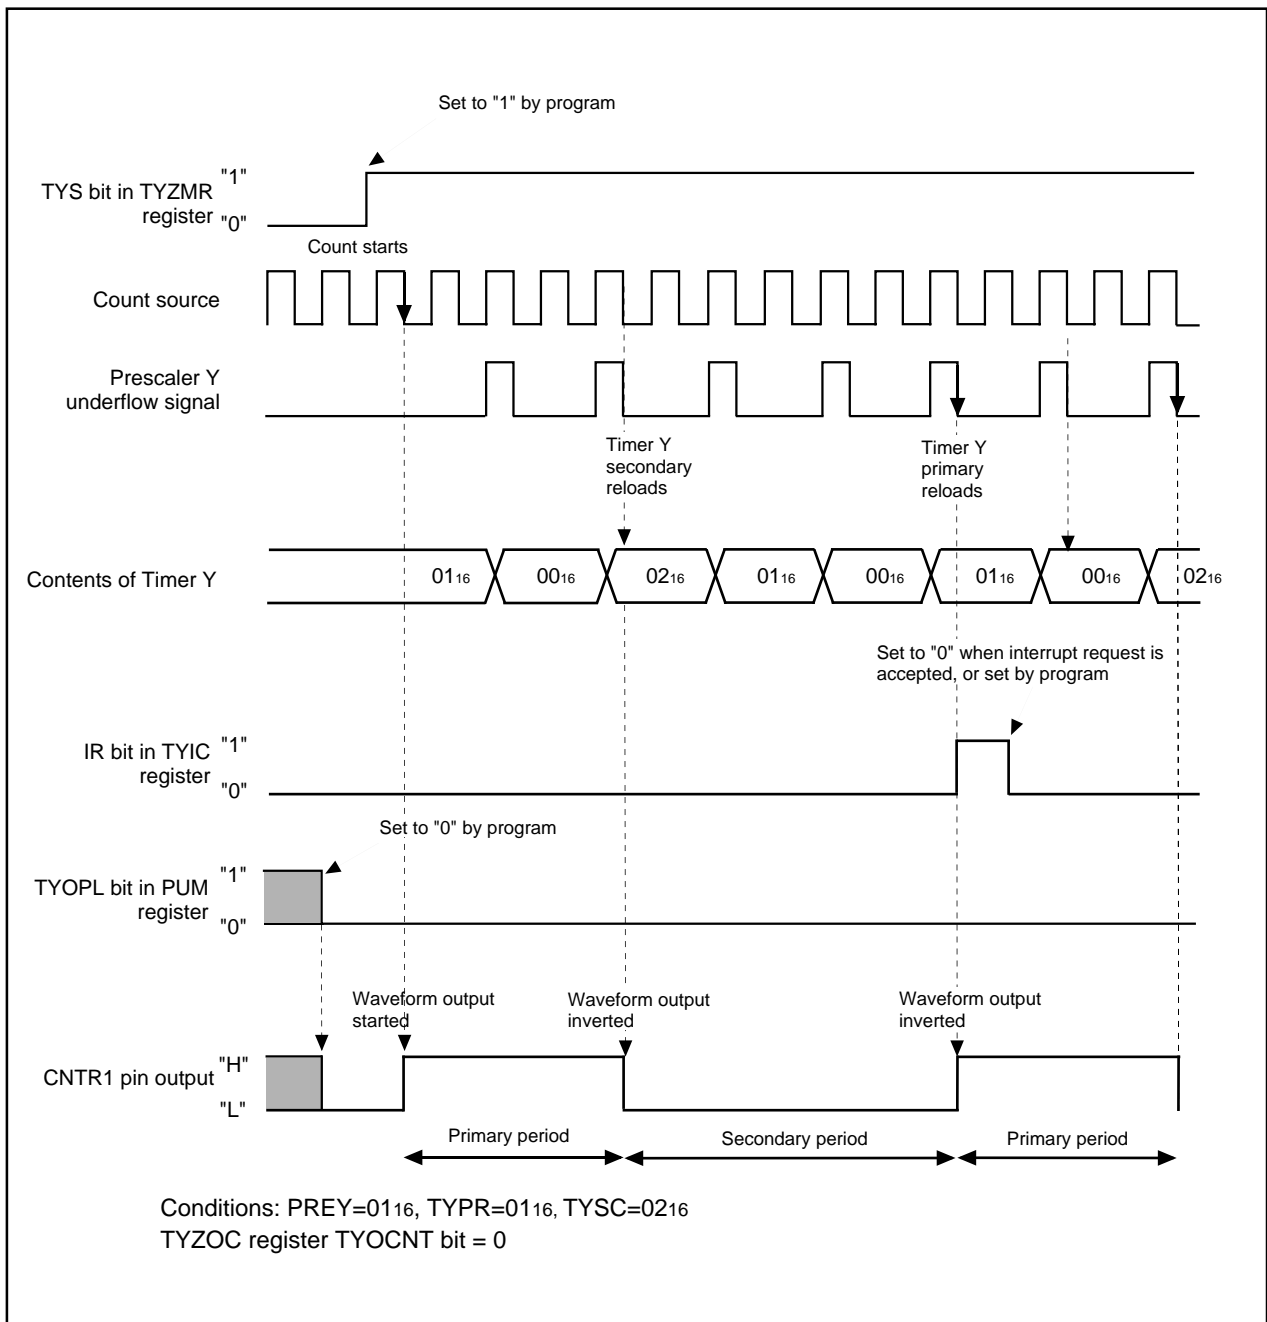 Set to "1" by program
TYS bit in TYZMR
register
"1"
"0"
Count starts
Count source
Prescaler Y
underflow signal
Timer Y
secondary
reloads
Timer Y
primary
reloads
Contents of Timer Y
0116
0016
0216
0116
0016
0116
0016
0216
Set to "0" when interrupt request is
accepted, or set by program
IR bit in TYIC
register
"1"
"0"
Set to "0" by program
TYOPL bit in PUM
register
"1"
"0"
Waveform output
started
Waveform output
inverted
Waveform output
inverted
CNTR1 pin output
"H"
"L"
Primary period
Secondary period
Primary period
Conditions: PREY=0116, TYPR=0116, TYSC=0216
TYZOC register TYOCNT bit = 0